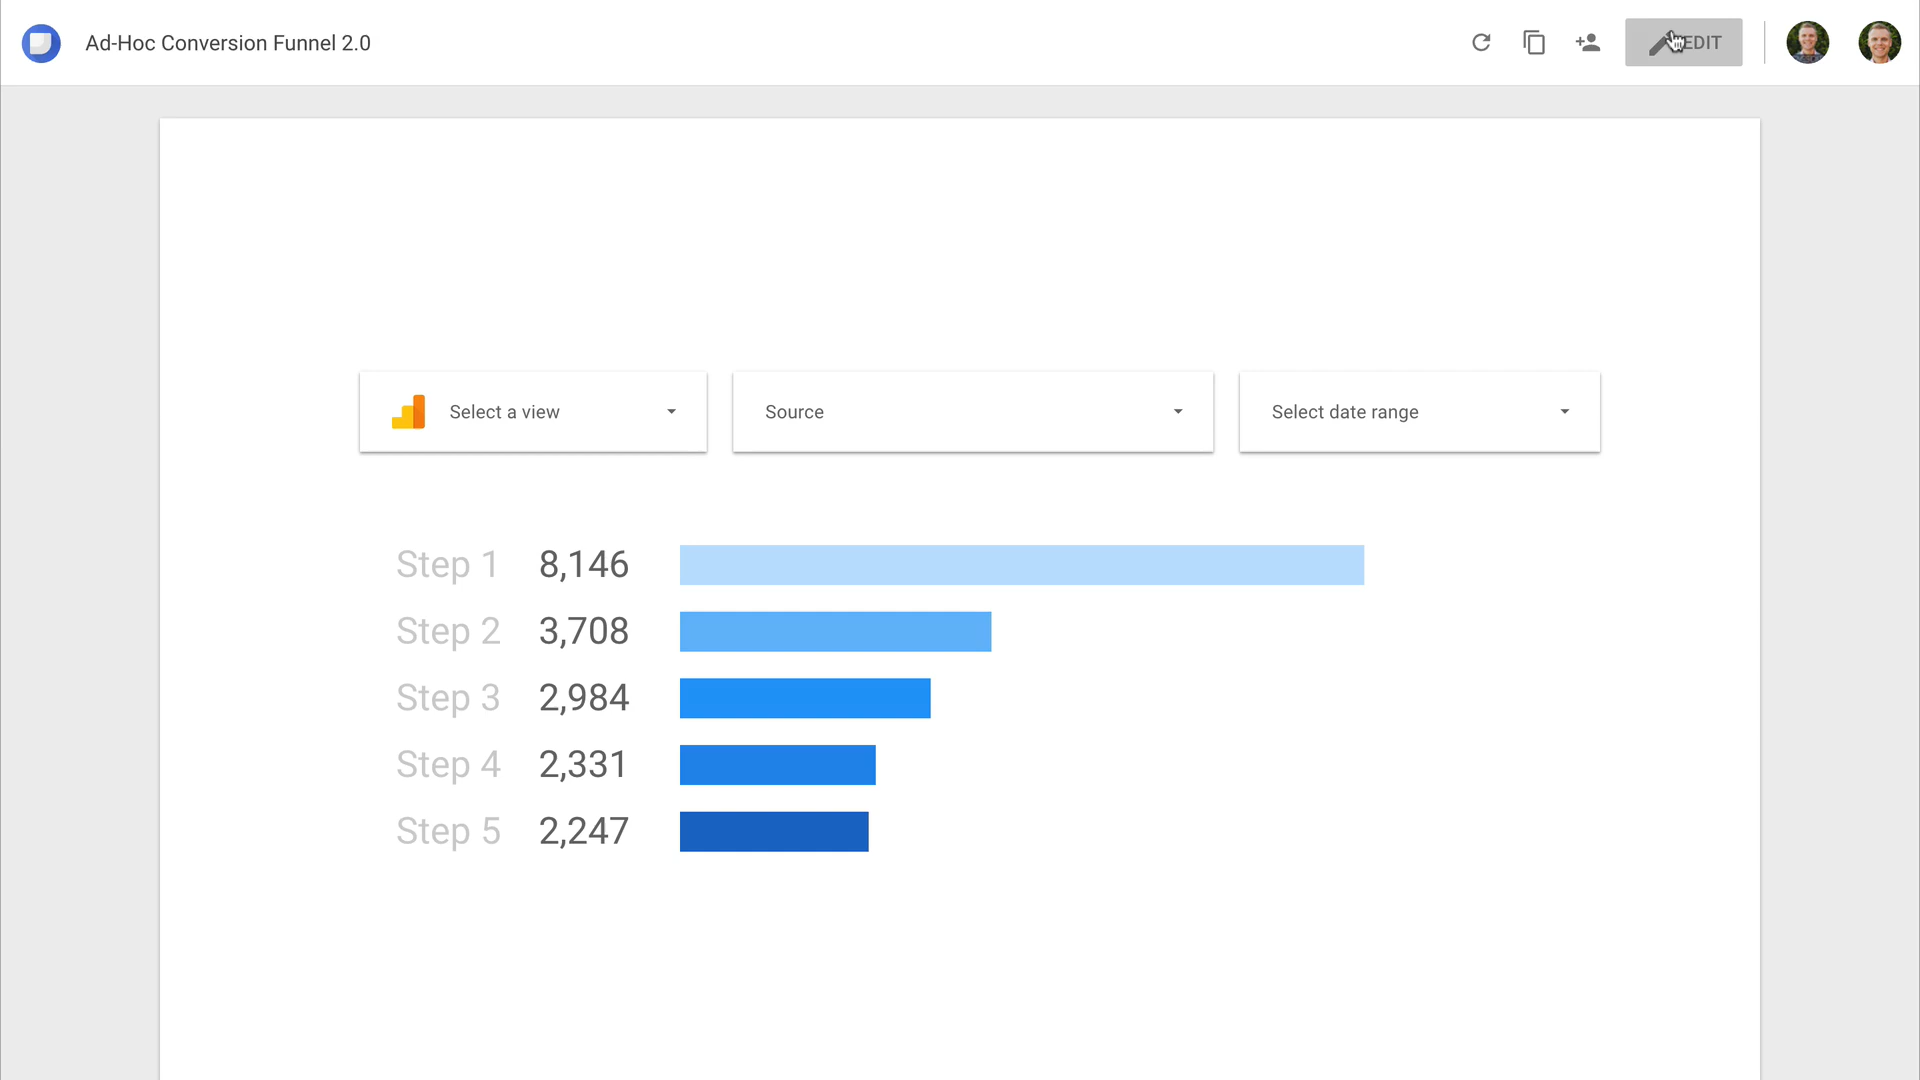 Ad-Hoc Conversion Funnel 2.0
EDIT
Select a view
Source
Select date range
Step 1 8,146
Step 2 3,708
Step 3 2,984
Step 4 2,331
Step 5 2,247